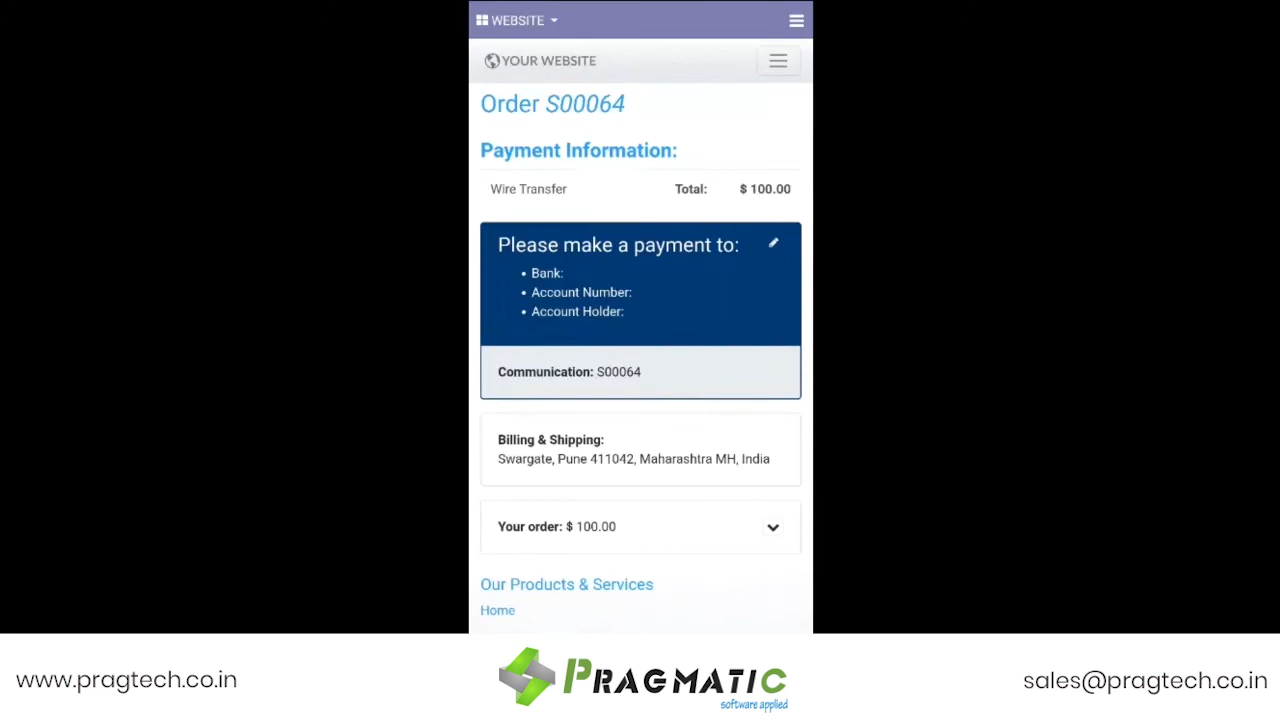 WEBSITE
YOUR WEBSITE
Order S00064
Payment Information:
Wire Transfer Total: $ 100.00
Please make a payment to:
• Bank:
• Account Number:
• Account Holder:
Communication: S00064
Billing & Shipping:
Swargate, Pune 411042, Maharashtra MH, India
Your order: $ 100.00
Our Products & Services
Home
www.pragtech.co.in
PRAGMATIC
software applied
sales@pragtech.co.in